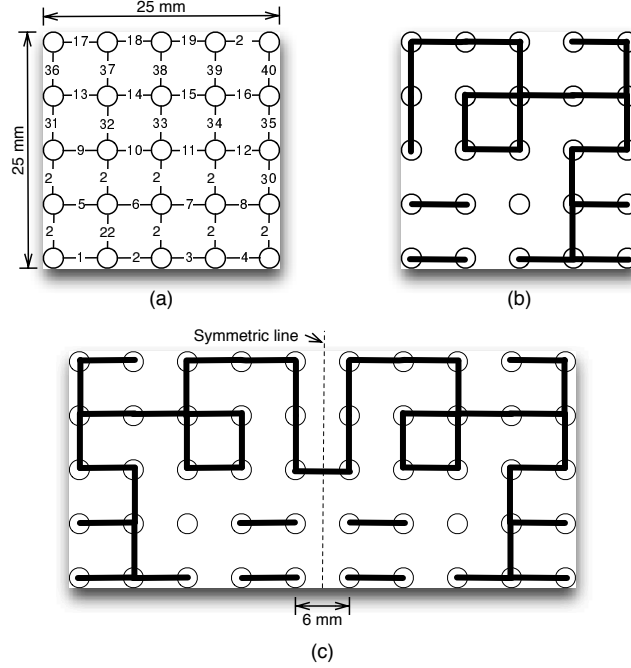 25 mm
17 18 19 2
36 37 38 39 40
13 14 15 16
31 32 33 34 35
25 mm
9 10 11 12
2 2 2 2 30
5 6 7 8
2 22 2 2 2
1 2 3 4
(a)
(b)
Symmetric line
6 mm
(c)